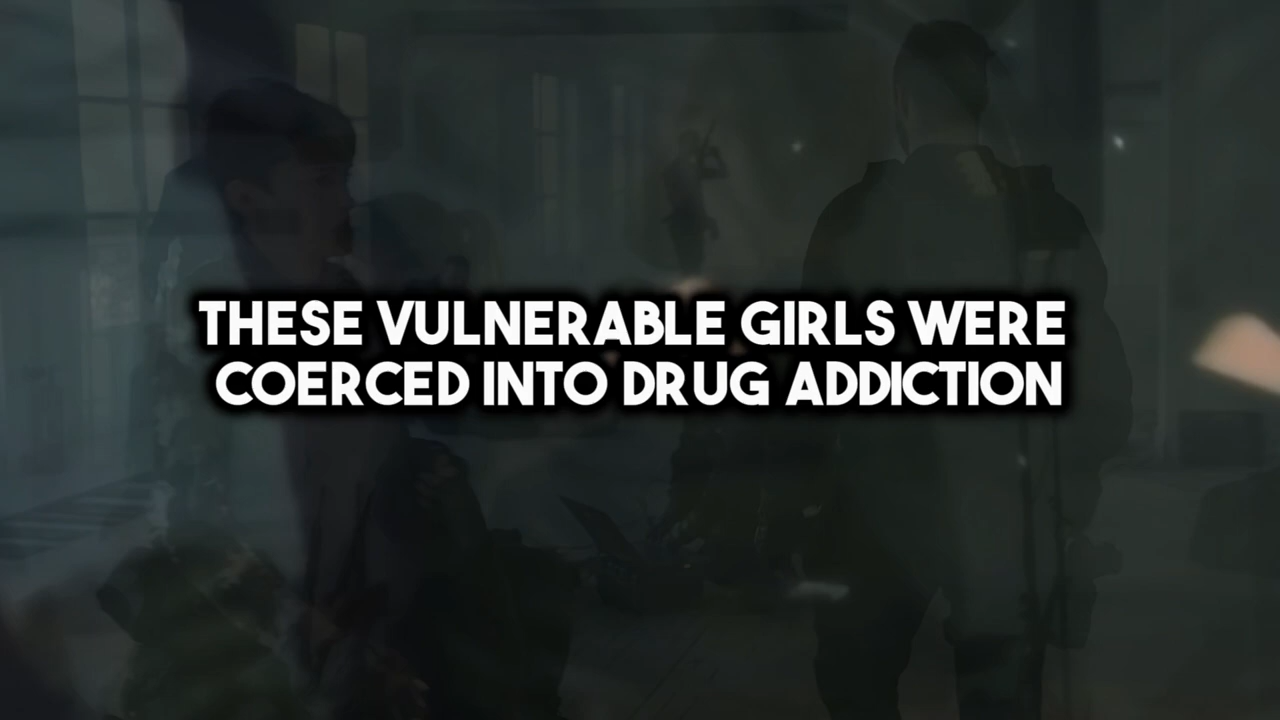 THESE VULNERABLE GIRLS WERE
COERCED INTO DRUG ADDICTION